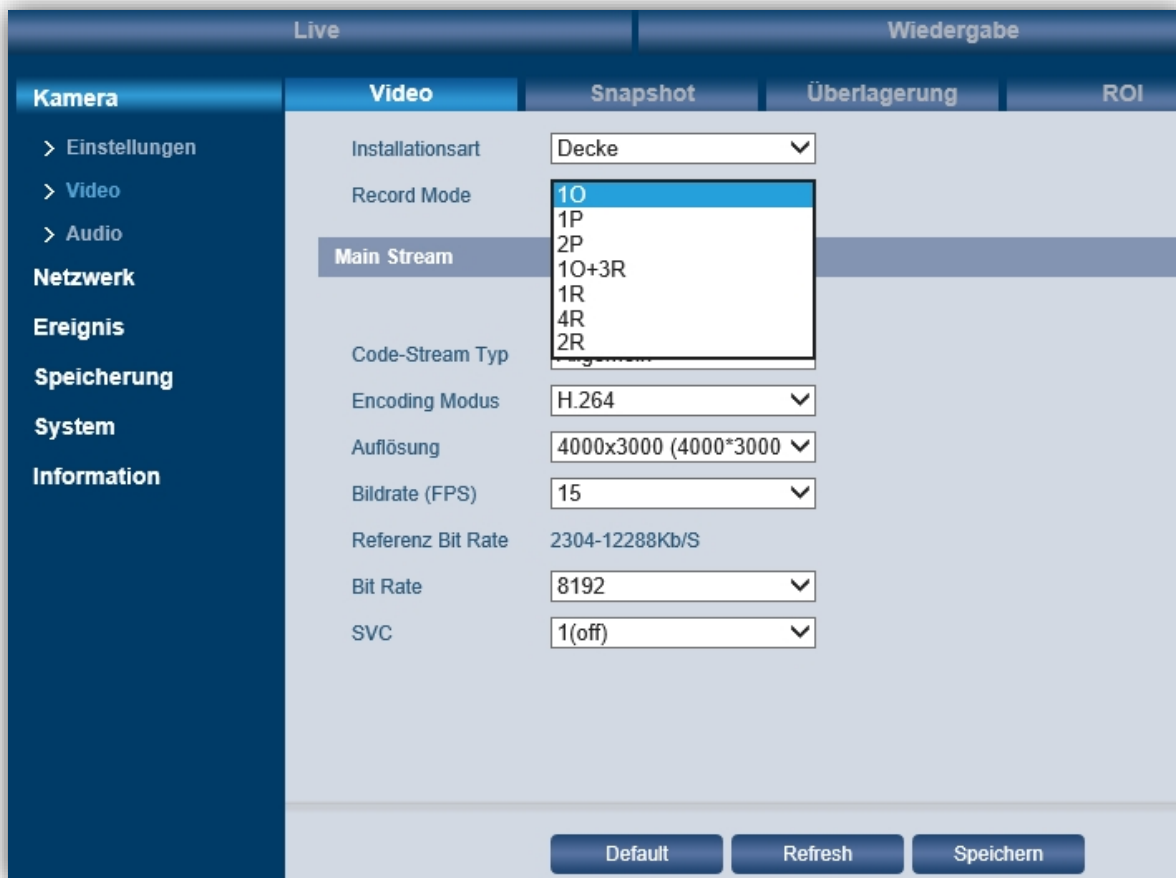 Live Wiedergabe
Kamera
Einstellungen
Video
Audio
Netzwerk
Ereignis
Speicherung
System
Information
Video Snapshot Überlagerung ROI
Installationsart Decke
Record Mode
1O
1P
2P
1O+3R
1R
4R
2R
Main Stream
Code-Stream Typ
Encoding Modus H.264
Auflösung 4000x3000 (4000*3000
Bildrate (FPS) 15
Referenz Bit Rate 2304-12288Kb/S
Bit Rate 8192
SVC 1(off)
Default Refresh Speichern